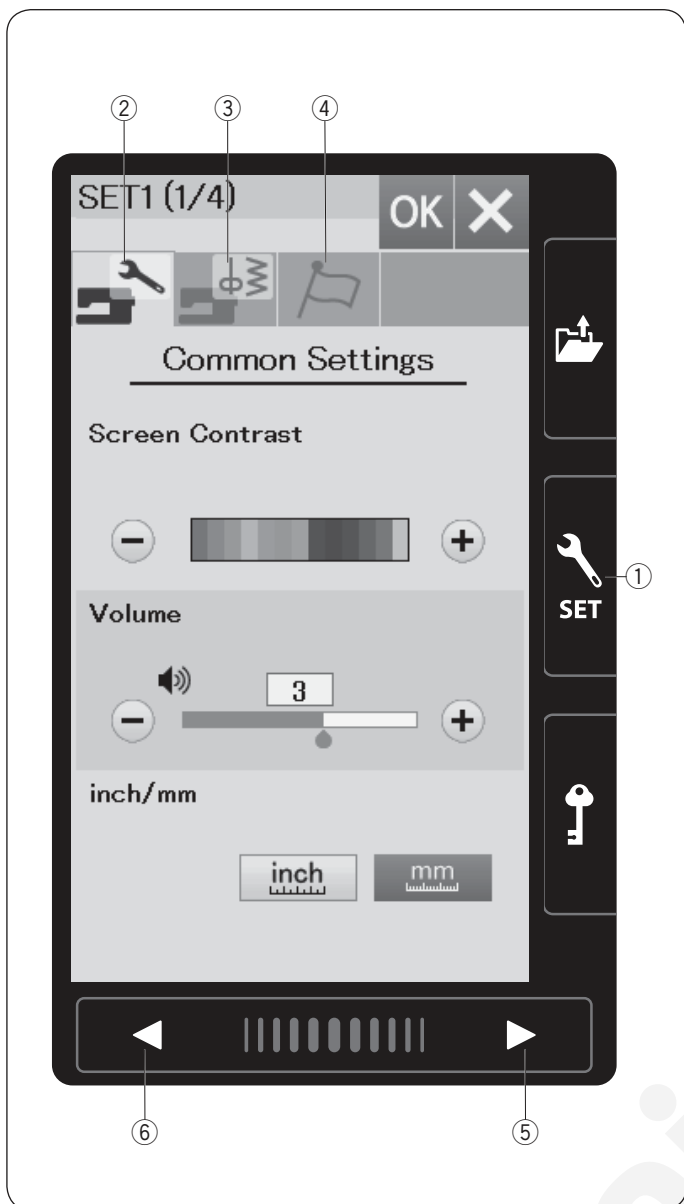 ② ③ ④
SET1 (1/4) OK
Common Settings
Screen Contrast
①
SET
Volume
3
inch/mm
inch mm
⑥ ⑤